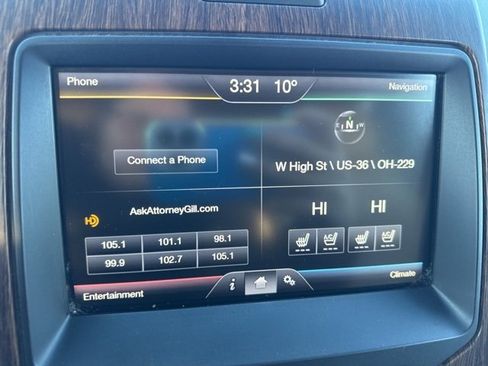 Phone
3:31 10°
Navigation
E N W
Connect a Phone
W High St \ US-36 \ OH-229
HD AskAttorneyGill.com
105.1 101.1 98.1
99.9 102.7 105.1
HI HI
Entertainment
i
Climate